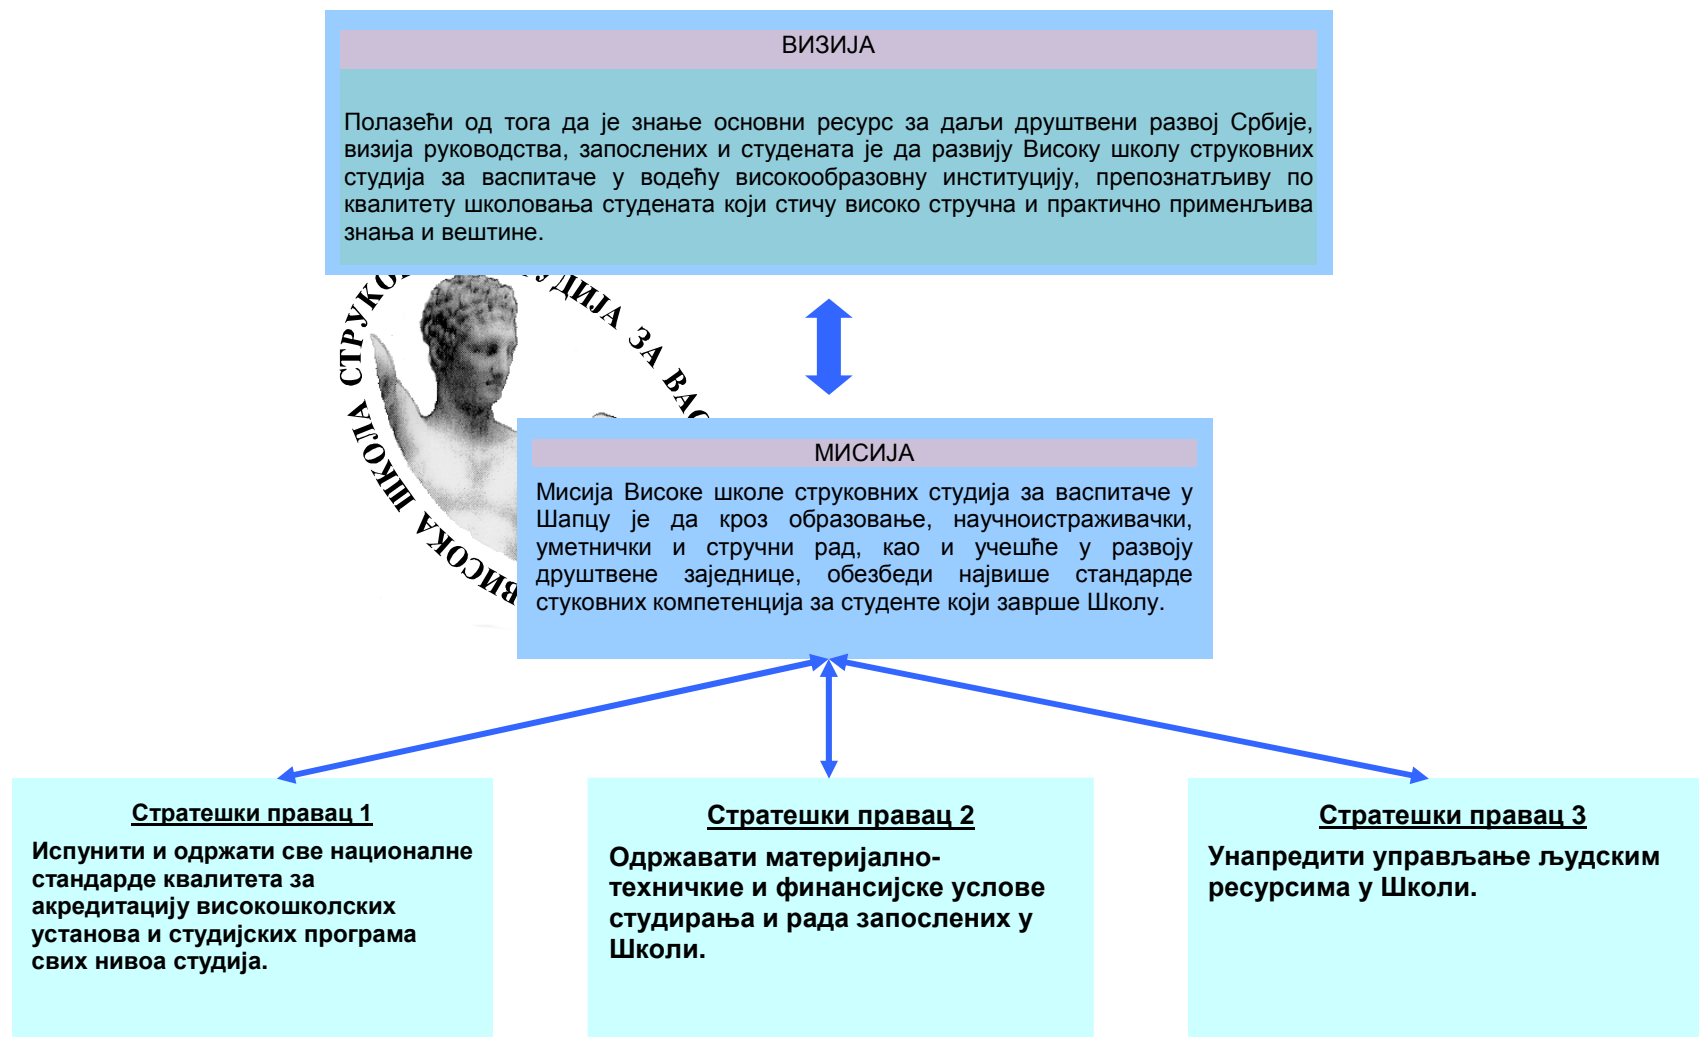 ВИЗИЈА
Полазећи од тога да је знање основни ресурс за даљи друштвени развој Србије,
визија руководства, запослених и студената је да развију Високу школу струковних
студија за васпитаче у водећу високообразовну институцију, препознатљиву по
квалитету школовања студената који стичу високо стручна и практично применљива
знања и вештине.
ВИСОКА ШКОЛА
ЗА
МИСИЈА
Мисија Високе школе струковних студија за васпитаче у
Шапцу је да кроз образовање, научноистраживачки,
уметнички и стручни рад, као и учешће у развоју
друштвене заједнице, обезбеди највише стандарде
стуковних компетенција за студенте који заврше Школу.
Стратешки правац 1
Испунити и одржати све националне
стандарде квалитета за
акредитацију високошколских
установа и студијских програма
свих нивоа студија.
Стратешки правац 2
Одржавати материјално-
техничкие и финансијске услове
студирања и рада запослених у
Школи.
Стратешки правац 3
Унапредити управљање људским
ресурсима у Школи.